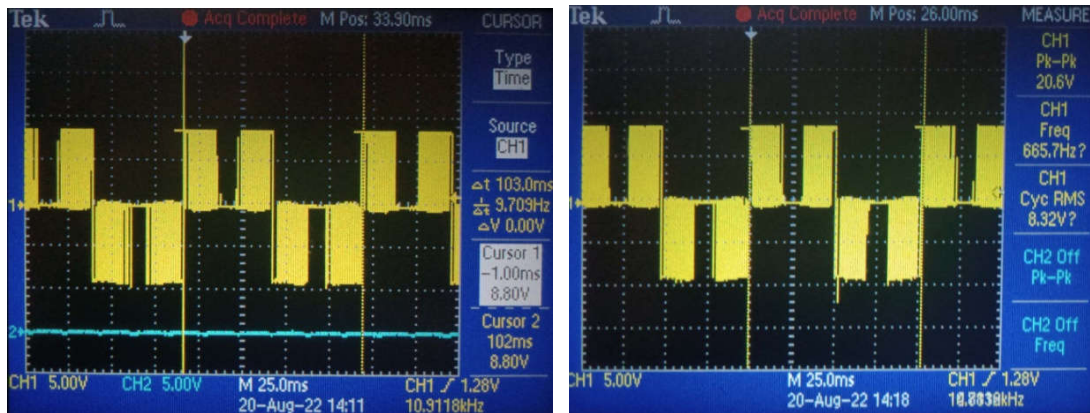 Tek Acq Complete M Pos: 33.90ms CURSOR
Type
Time
Source
CH1
Δt 103.0ms
1/Δt 9.709Hz
ΔV 0.00V
Cursor 1
-1.00ms
8.80V
Cursor 2
102ms
8.80V
1
2
CH1 5.00V CH2 5.00V M 25.0ms CH1 1.28V
20-Aug-22 14:11 10.9118kHz
Tek Acq Complete M Pos: 26.00ms MEASURE
CH1
Pk-Pk
20.6V
CH1
Freq
665.7Hz?
CH1
Cyc RMS
8.32V?
CH2 Off
Pk-Pk
CH2 Off
Freq
1
CH1 5.00V M 25.0ms CH1 1.28V
20-Aug-22 14:18